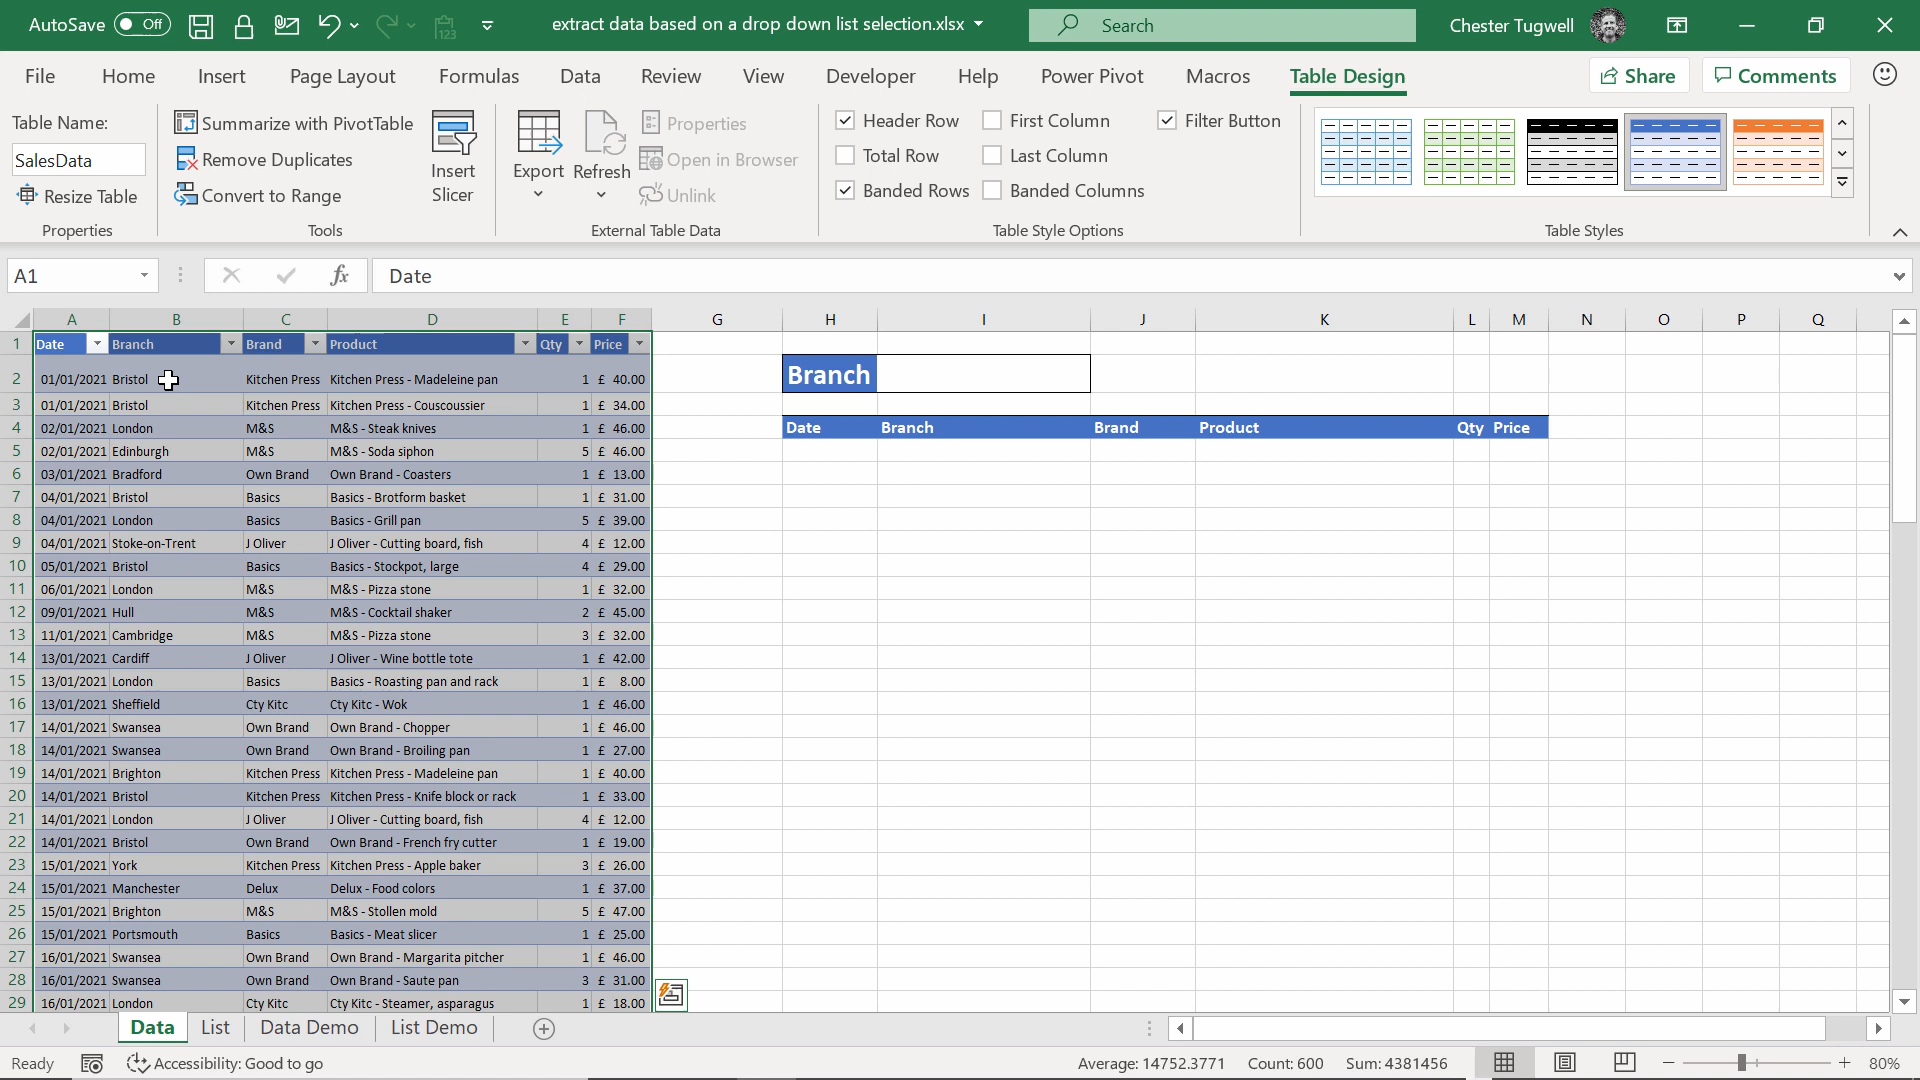 AutoSave Off extract data based on a drop down list selection.xlsx Search Chester Tugwell
File Home Insert Page Layout Formulas Data Review View Developer Help Power Pivot Macros Table Design Share Comments
Table Name:
SalesData
Resize Table
Properties
Summarize with PivotTable
Remove Duplicates
Convert to Range
Tools
Insert
Slicer
Export
Refresh
Properties
Open in Browser
Unlink
External Table Data
Header Row First Column Filter Button
Total Row Last Column
Banded Rows Banded Columns
Table Style Options
Table Styles
A1 fx Date
A B C D E F G H I J K L M N O P Q
1 Date Branch Brand Product Qty Price
2 01/01/2021 Bristol Kitchen Press Kitchen Press - Madeleine pan 1 £ 40.00 Branch
3 01/01/2021 Bristol Kitchen Press Kitchen Press - Couscoussier 1 £ 34.00
4 02/01/2021 London M&S M&S - Steak knives 1 £ 46.00 Date Branch Brand Product Qty Price
5 02/01/2021 Edinburgh M&S M&S - Soda siphon 5 £ 46.00
6 03/01/2021 Bradford Own Brand Own Brand - Coasters 1 £ 13.00
7 04/01/2021 Bristol Basics Basics - Brotform basket 1 £ 31.00
8 04/01/2021 London Basics Basics - Grill pan 5 £ 39.00
9 04/01/2021 Stoke-on-Trent J Oliver J Oliver - Cutting board, fish 4 £ 12.00
10 05/01/2021 Bristol Basics Basics - Stockpot, large 4 £ 29.00
11 06/01/2021 London M&S M&S - Pizza stone 1 £ 32.00
12 09/01/2021 Hull M&S M&S - Cocktail shaker 2 £ 45.00
13 11/01/2021 Cambridge M&S M&S - Pizza stone 3 £ 32.00
14 13/01/2021 Cardiff J Oliver J Oliver - Wine bottle tote 1 £ 42.00
15 13/01/2021 London Basics Basics - Roasting pan and rack 1 £ 8.00
16 13/01/2021 Sheffield Cty Kitc Cty Kitc - Wok 1 £ 46.00
17 14/01/2021 Swansea Own Brand Own Brand - Chopper 1 £ 46.00
18 14/01/2021 Swansea Own Brand Own Brand - Broiling pan 1 £ 27.00
19 14/01/2021 Brighton Kitchen Press Kitchen Press - Madeleine pan 1 £ 40.00
20 14/01/2021 Bristol Kitchen Press Kitchen Press - Knife block or rack 1 £ 33.00
21 14/01/2021 London J Oliver J Oliver - Cutting board, fish 4 £ 12.00
22 14/01/2021 Bristol Own Brand Own Brand - French fry cutter 1 £ 19.00
23 15/01/2021 York Kitchen Press Kitchen Press - Apple baker 3 £ 26.00
24 15/01/2021 Manchester Delux Delux - Food colors 1 £ 37.00
25 15/01/2021 Brighton M&S M&S - Stollen mold 5 £ 47.00
26 15/01/2021 Portsmouth Basics Basics - Meat slicer 1 £ 25.00
27 16/01/2021 Swansea Own Brand Own Brand - Margarita pitcher 1 £ 46.00
28 16/01/2021 Swansea Own Brand Own Brand - Saute pan 3 £ 31.00
29 16/01/2021 London Cty Kitc Cty Kitc - Steamer, asparagus 1 £ 18.00
Data List Data Demo List Demo
Ready Accessibility: Good to go Average: 14752.3771 Count: 600 Sum: 4381456 80%